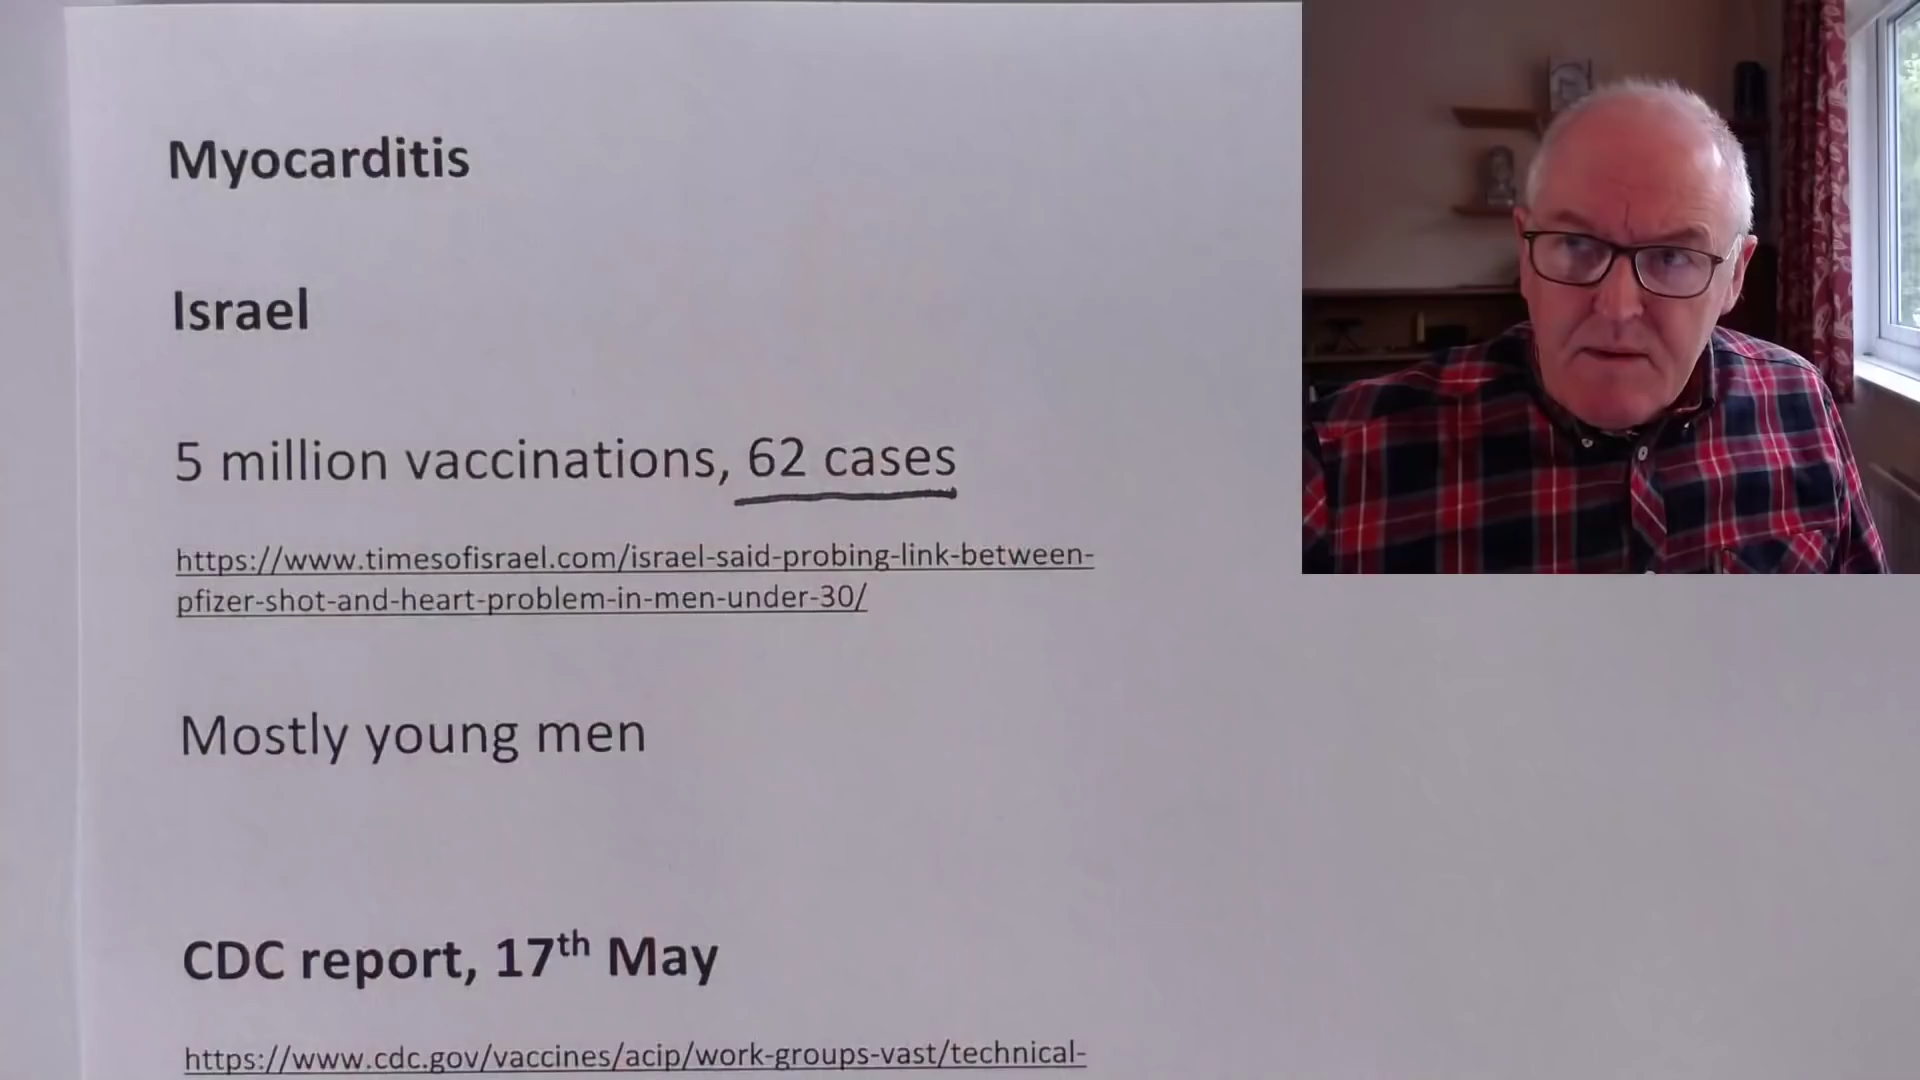 Myocarditis
Israel
5 million vaccinations, 62 cases
https://www.timesofisrael.com/israel-said-probing-link-between-
pfizer-shot-and-heart-problem-in-men-under-30/
Mostly young men
CDC report, 17th May
https://www.cdc.gov/vaccines/acip/work-groups-vast/technical-